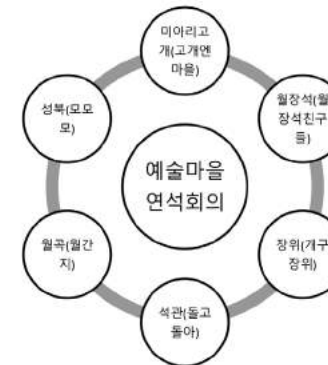 미아리고
개(고개엔
마을)
월장석(월
장석친구
들)
장위(개구
장위)
석관(돌고
돌아)
월곡(월간
지)
성북(모모
모)
예술마을
연석회의